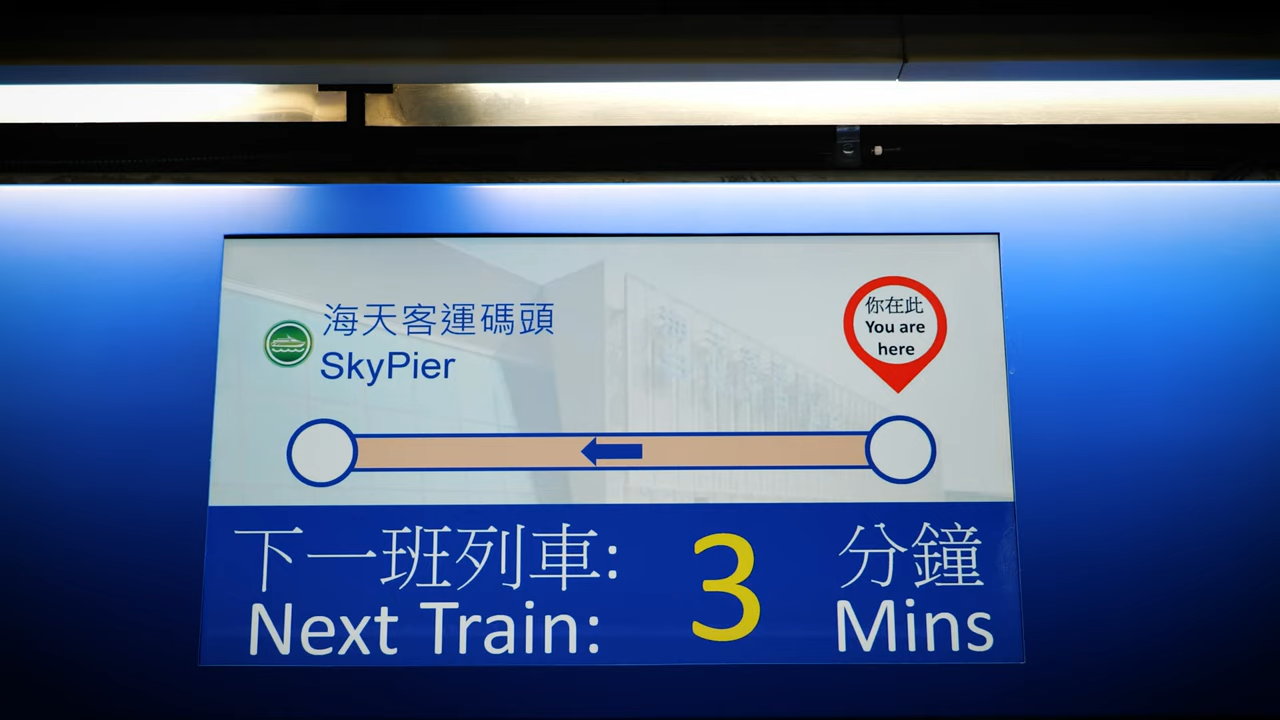 海天客運碼頭
SkyPier
你在此
You are
here
下一班列車: 3 分鐘
Next Train: Mins